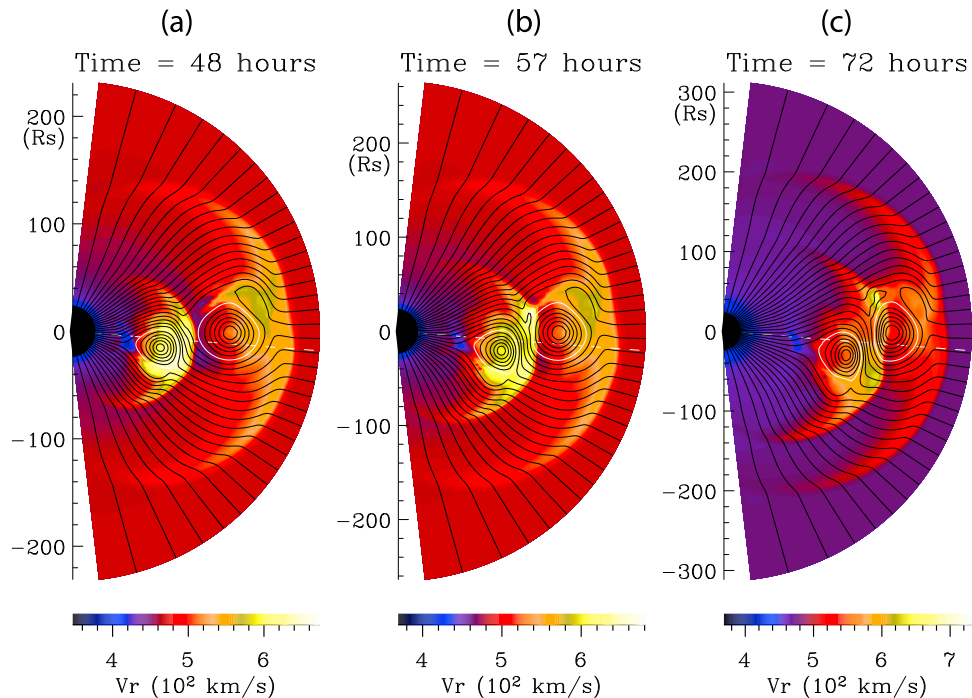 (a) (b) (c)
Time = 48 hours Time = 57 hours Time = 72 hours
200
(Rs)
100
0
-100
-200
200
(Rs)
100
0
-100
-200
300
(Rs)
200
100
0
-100
-200
-300
4 5 6
Vr (10² km/s)
4 5 6
Vr (10² km/s)
4 5 6 7
Vr (10² km/s)